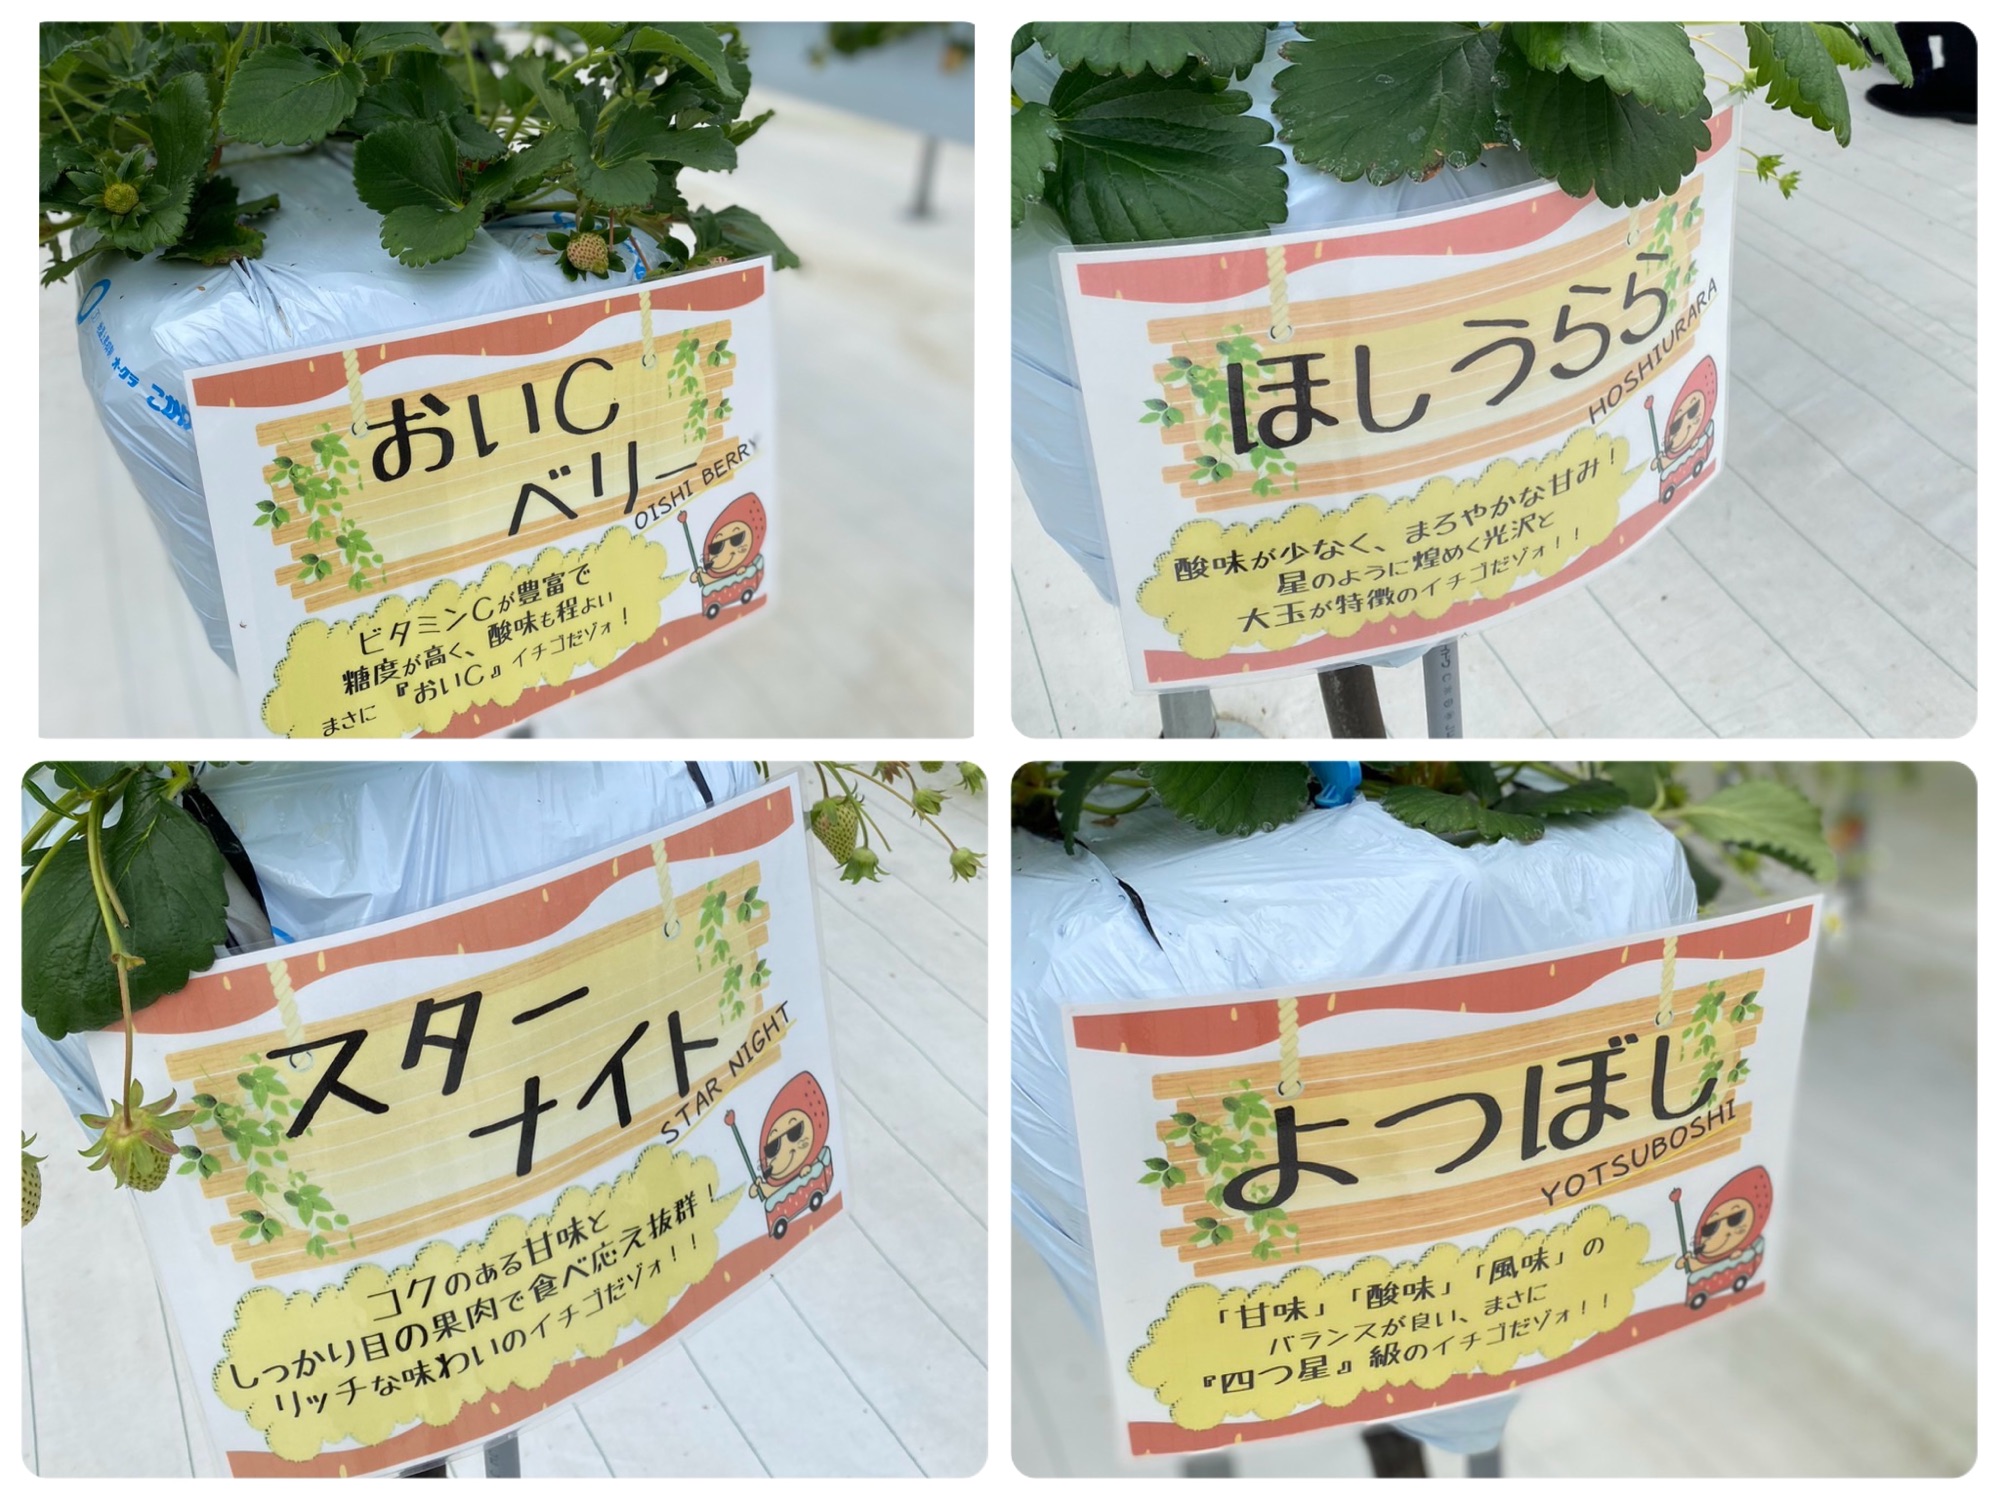 おいC
ベリー
OISHI BERRY
ビタミンCが豊富で
糖度が高く、酸味も程よい
まさに『おいC』イチゴだゾォ！
ほしうらら
HOSHIURARA
酸味が少なく、まろやかな甘み！
星のように煌めく光沢と
大玉が特徴のイチゴだゾォ！！
スター
ナイト
STAR NIGHT
コクのある甘味と
しっかり目の果肉で食べ応え抜群！
リッチな味わいのイチゴだゾォ！！
よつぼし
YOTSUBOSHI
「甘味」「酸味」「風味」の
バランスが良い、まさに
『四つ星』級のイチゴだゾォ！！